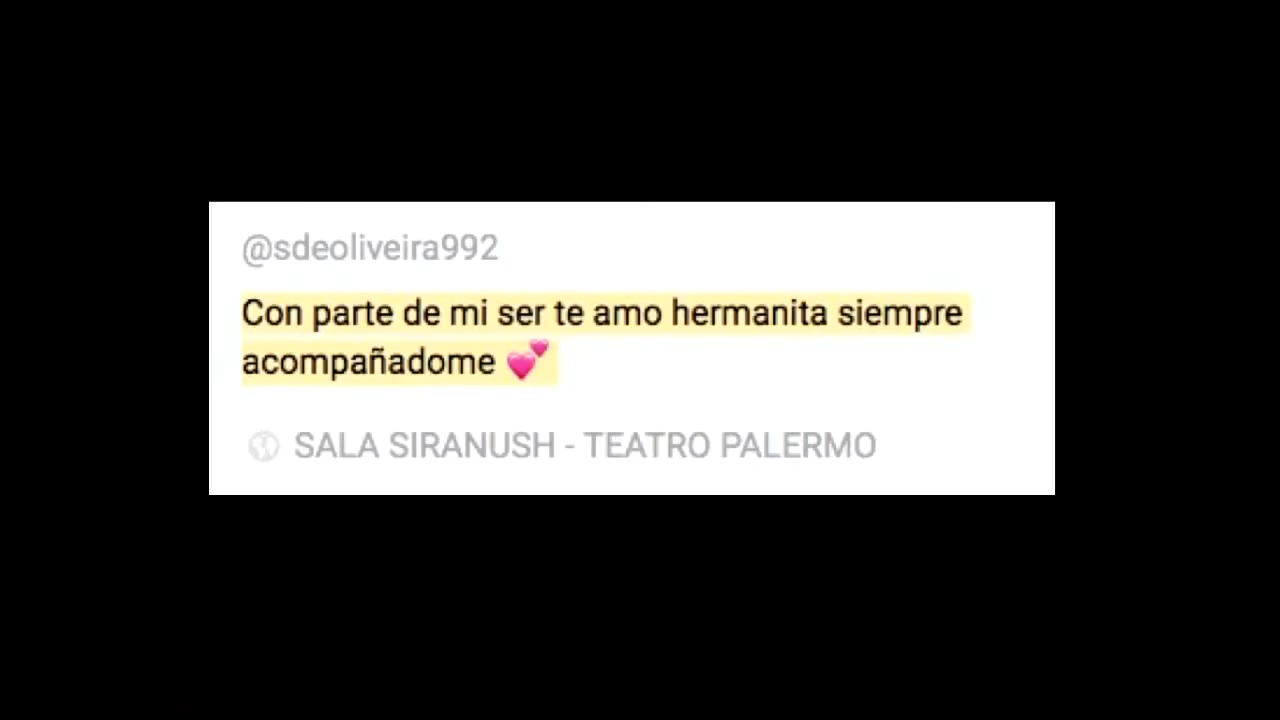 @sdeoliveira992
Con parte de mi ser te amo hermanita siempre
acompañadome 💕
SALA SIRANUSH - TEATRO PALERMO